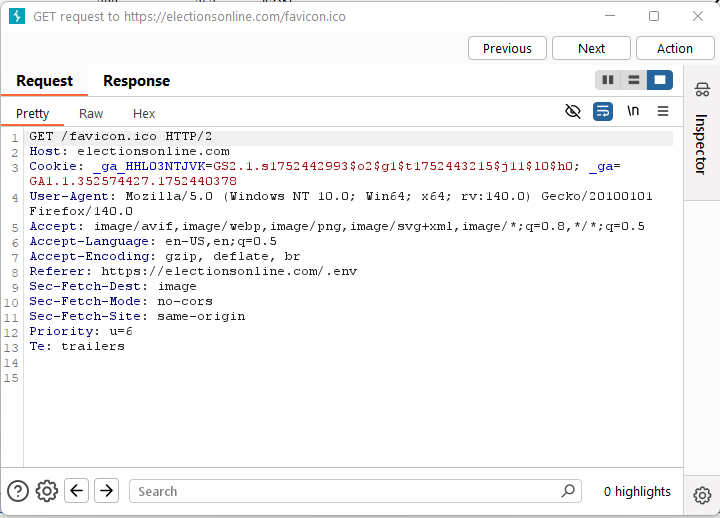 GET request to https://electionsonline.com/favicon.ico
Previous
Next
Action
Request
Response
Pretty
Raw
Hex
\n
Inspector
1 GET /favicon.ico HTTP/2
2 Host: electionsonline.com
3 Cookie: _ga_HHL03NTJVK=GS2.1.s1752442993$o2$g1$t1752443215$j11$l0$h0; _ga=
GA1.1.352574427.1752440378
4 User-Agent: Mozilla/5.0 (Windows NT 10.0; Win64; x64; rv:140.0) Gecko/20100101
Firefox/140.0
5 Accept: image/avif,image/webp,image/png,image/svg+xml,image/*;q=0.8,*/*;q=0.5
6 Accept-Language: en-US,en;q=0.5
7 Accept-Encoding: gzip, deflate, br
8 Referer: https://electionsonline.com/.env
9 Sec-Fetch-Dest: image
10 Sec-Fetch-Mode: no-cors
11 Sec-Fetch-Site: same-origin
12 Priority: u=6
13 Te: trailers
14
15
Search
0 highlights